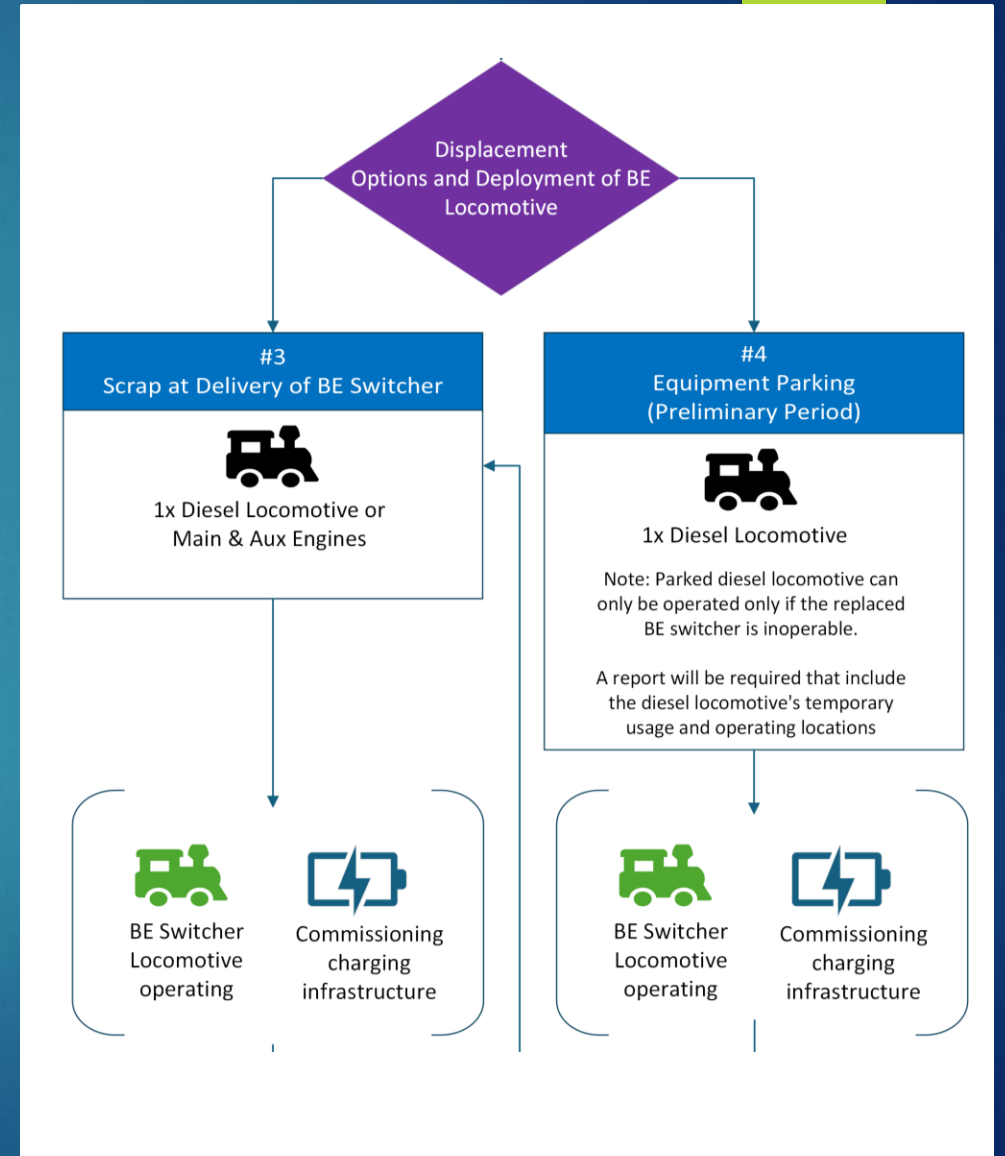 Displacement
Options and Deployment of BE
Locomotive
#3
Scrap at Delivery of BE Switcher
1x Diesel Locomotive or
Main & Aux Engines
#4
Equipment Parking
(Preliminary Period)
1x Diesel Locomotive
Note: Parked diesel locomotive can
only be operated only if the replaced
BE switcher is inoperable.
A report will be required that include
the diesel locomotive's temporary
usage and operating locations
BE Switcher
Locomotive
operating
Commissioning
charging
infrastructure
BE Switcher
Locomotive
operating
Commissioning
charging
infrastructure